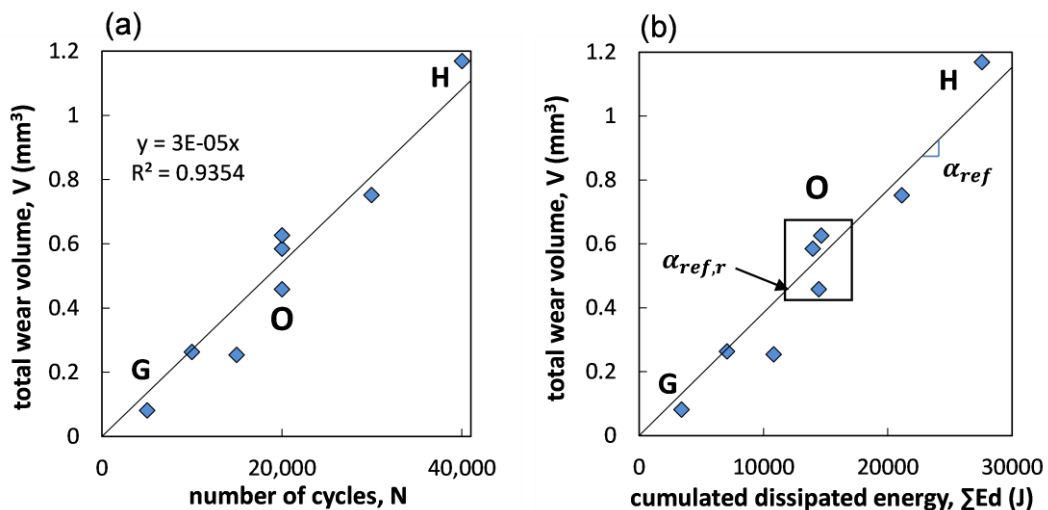 (a)
total wear volume, V (mm³)
1.2
1
0.8
0.6
0.4
0.2
0
H
y = 3E-05x
R² = 0.9354
O
G
0
20,000
40,000
number of cycles, N
(b)
total wear volume, V (mm³)
1.2
1
0.8
0.6
0.4
0.2
0
H
α_ref
O
α_ref,r
G
0
10000
20000
30000
cumulated dissipated energy, ∑Ed (J)